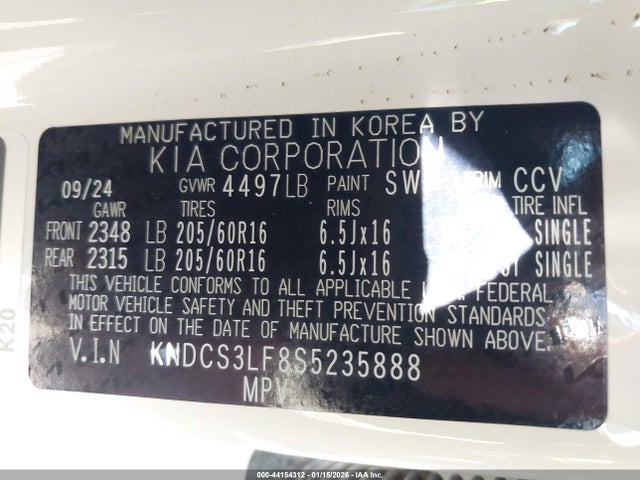 MANUFACTURED IN KOREA BY
KIA CORPORATION
09/24 GVWR 4497LB PAINT SW CCV
GAWR TIRES RIMS TIRE INFL
FRONT 2348 LB 205/60R16 6.5Jx16 SINGLE
REAR 2315 LB 205/60R16 6.5Jx16 SINGLE
THIS VEHICLE CONFORMS TO ALL APPLICABLE FEDERAL
MOTOR VEHICLE SAFETY AND THEFT PREVENTION STANDARDS
IN EFFECT ON THE DATE OF MANUFACTURE SHOWN ABOVE.
V.I.N KNDCS3LF8S5235888
MPV
K20
000-44154312 | 01/15/2026 - IAA Inc.